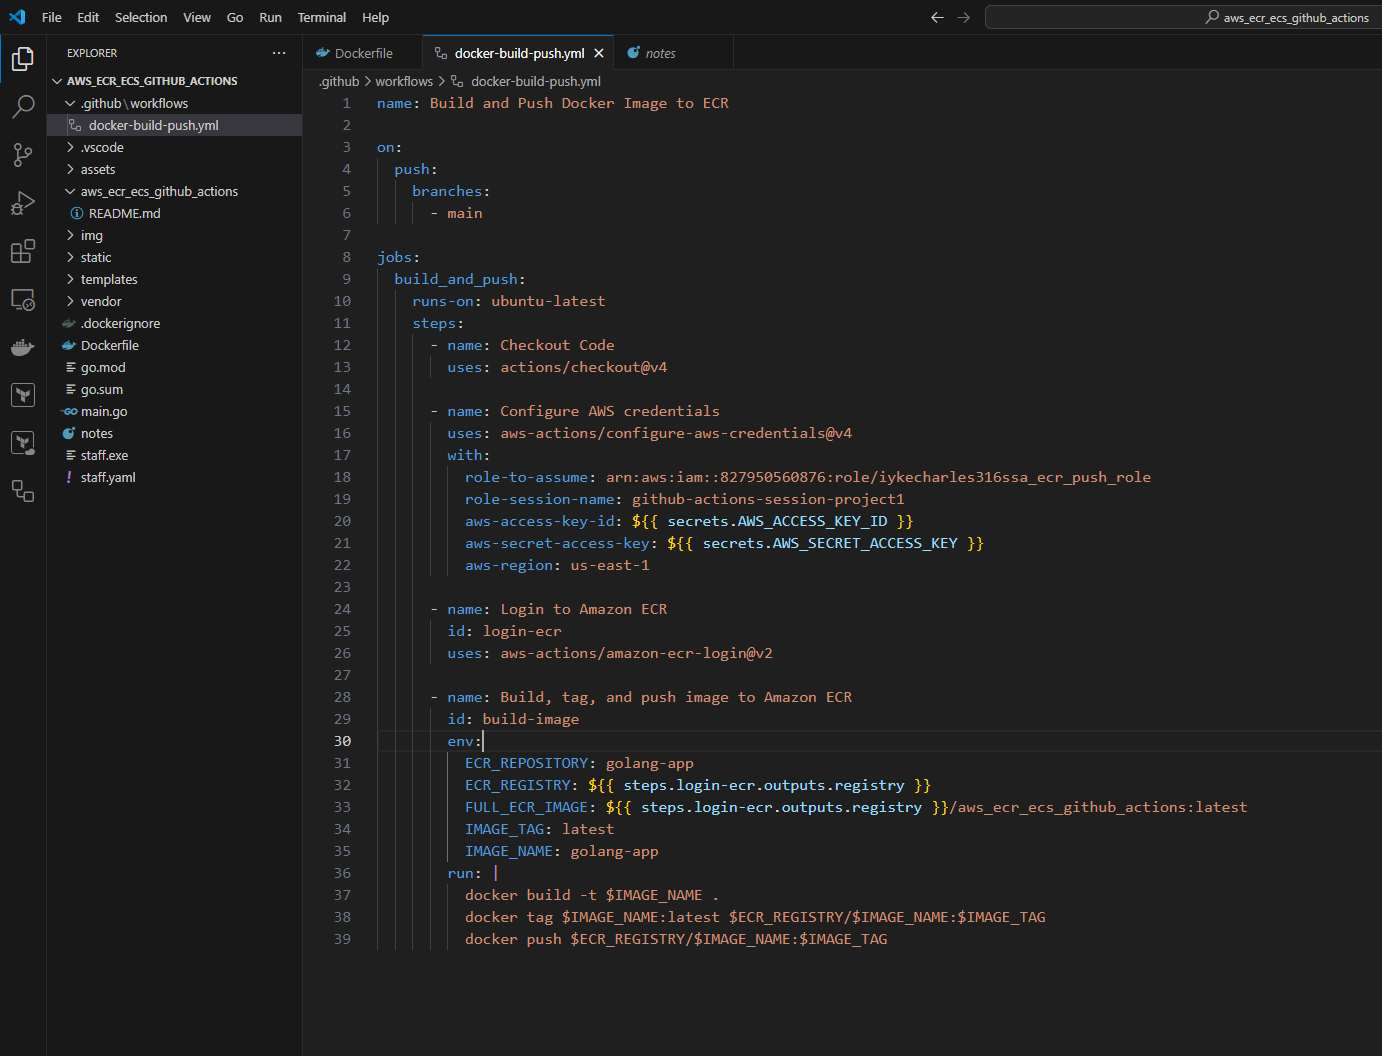 File Edit Selection View Go Run Terminal Help
aws_ecr_ecs_github_actions
EXPLORER
AWS_ECR_ECS_GITHUB_ACTIONS
.github\workflows
docker-build-push.yml
.vscode
assets
aws_ecr_ecs_github_actions
README.md
img
static
templates
vendor
.dockerignore
Dockerfile
go.mod
go.sum
main.go
notes
staff.exe
staff.yaml
Dockerfile
docker-build-push.yml
notes
.github > workflows > docker-build-push.yml
1 name: Build and Push Docker Image to ECR
2
3 on:
4 push:
5 branches:
6 - main
7
8 jobs:
9 build_and_push:
10 runs-on: ubuntu-latest
11 steps:
12 - name: Checkout Code
13 uses: actions/checkout@v4
14
15 - name: Configure AWS credentials
16 uses: aws-actions/configure-aws-credentials@v4
17 with:
18 role-to-assume: arn:aws:iam::827950560876:role/iykecharles316ssa_ecr_push_role
19 role-session-name: github-actions-session-project1
20 aws-access-key-id: ${{ secrets.AWS_ACCESS_KEY_ID }}
21 aws-secret-access-key: ${{ secrets.AWS_SECRET_ACCESS_KEY }}
22 aws-region: us-east-1
23
24 - name: Login to Amazon ECR
25 id: login-ecr
26 uses: aws-actions/amazon-ecr-login@v2
27
28 - name: Build, tag, and push image to Amazon ECR
29 id: build-image
30 env:
31 ECR_REPOSITORY: golang-app
32 ECR_REGISTRY: ${{ steps.login-ecr.outputs.registry }}
33 FULL_ECR_IMAGE: ${{ steps.login-ecr.outputs.registry }}/aws_ecr_ecs_github_actions:latest
34 IMAGE_TAG: latest
35 IMAGE_NAME: golang-app
36 run: |
37 docker build -t $IMAGE_NAME .
38 docker tag $IMAGE_NAME:latest $ECR_REGISTRY/$IMAGE_NAME:$IMAGE_TAG
39 docker push $ECR_REGISTRY/$IMAGE_NAME:$IMAGE_TAG